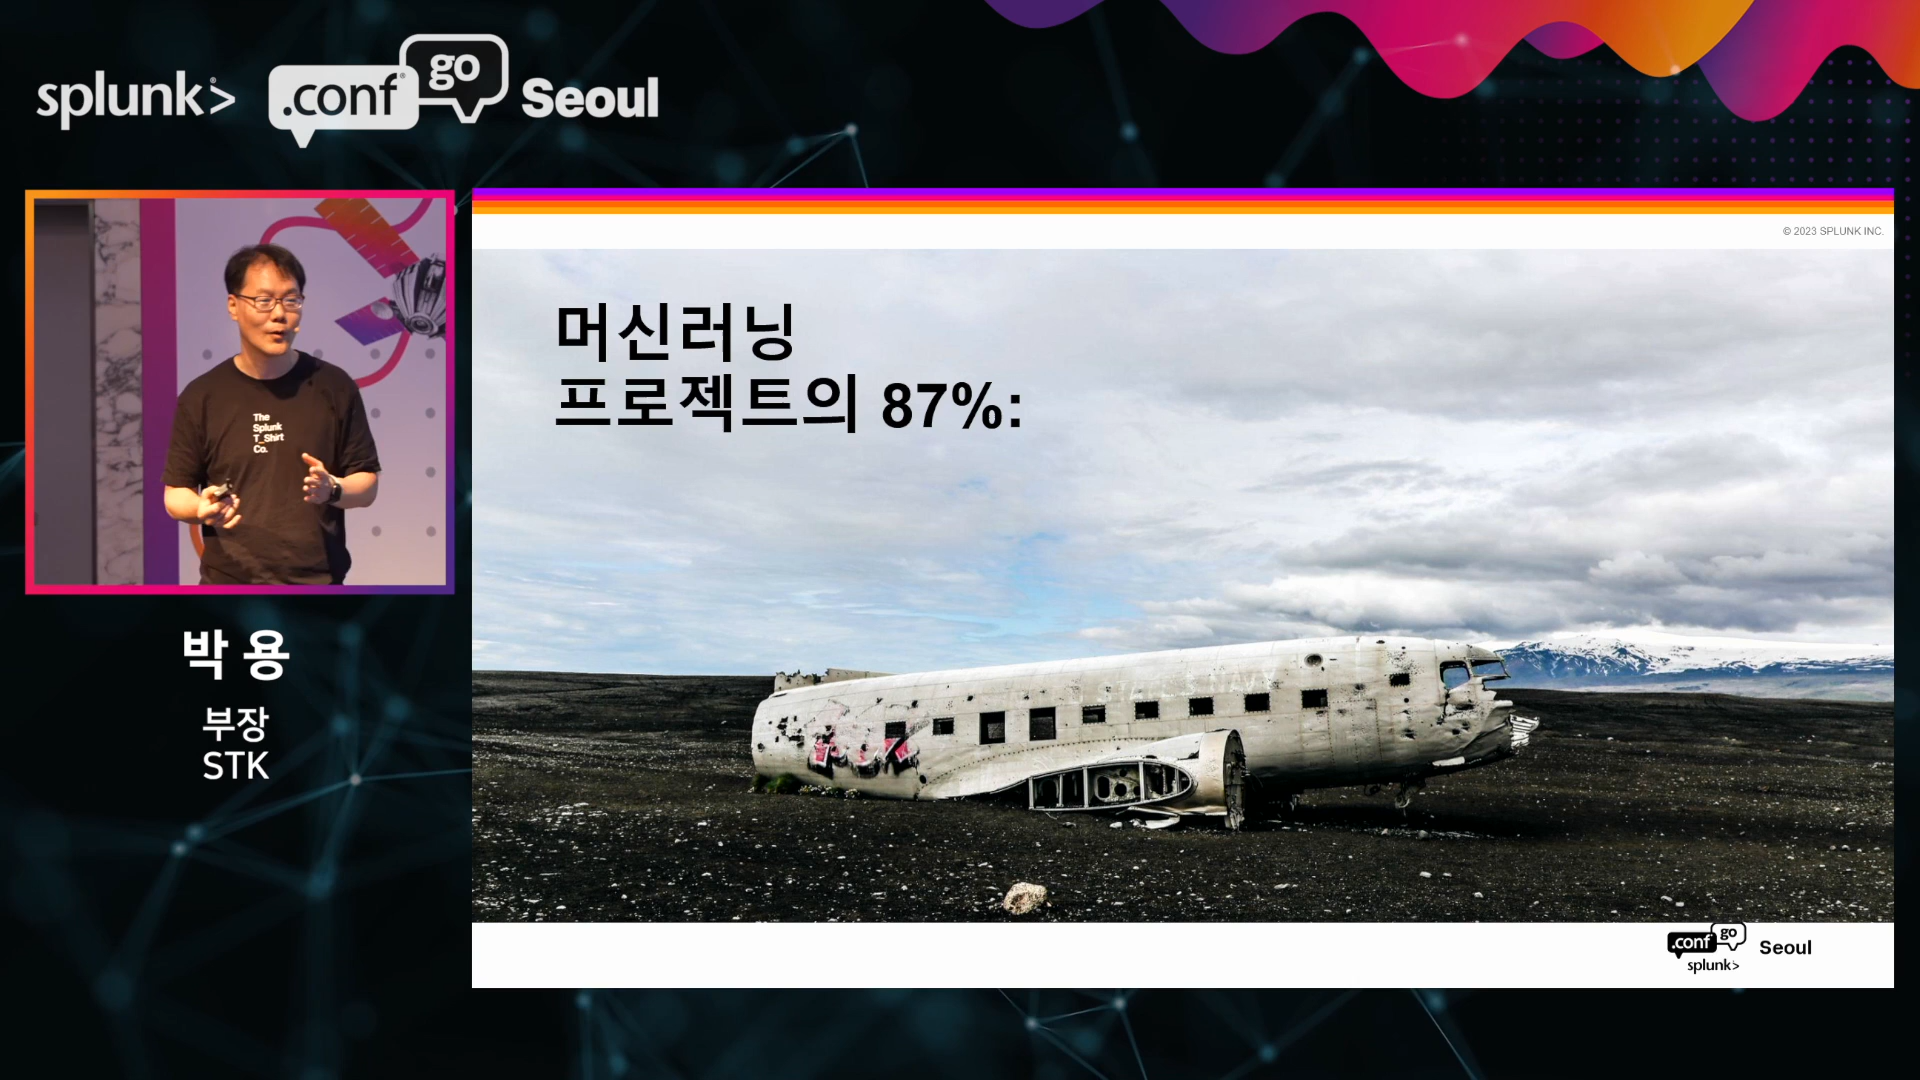 splunk>
.conf
go
Seoul
© 2023 SPLUNK INC.
머신러닝
프로젝트의 87%:
The
Splunk
T_Shirt
Co.
박 용
부장
STK
.conf
go
splunk>
Seoul